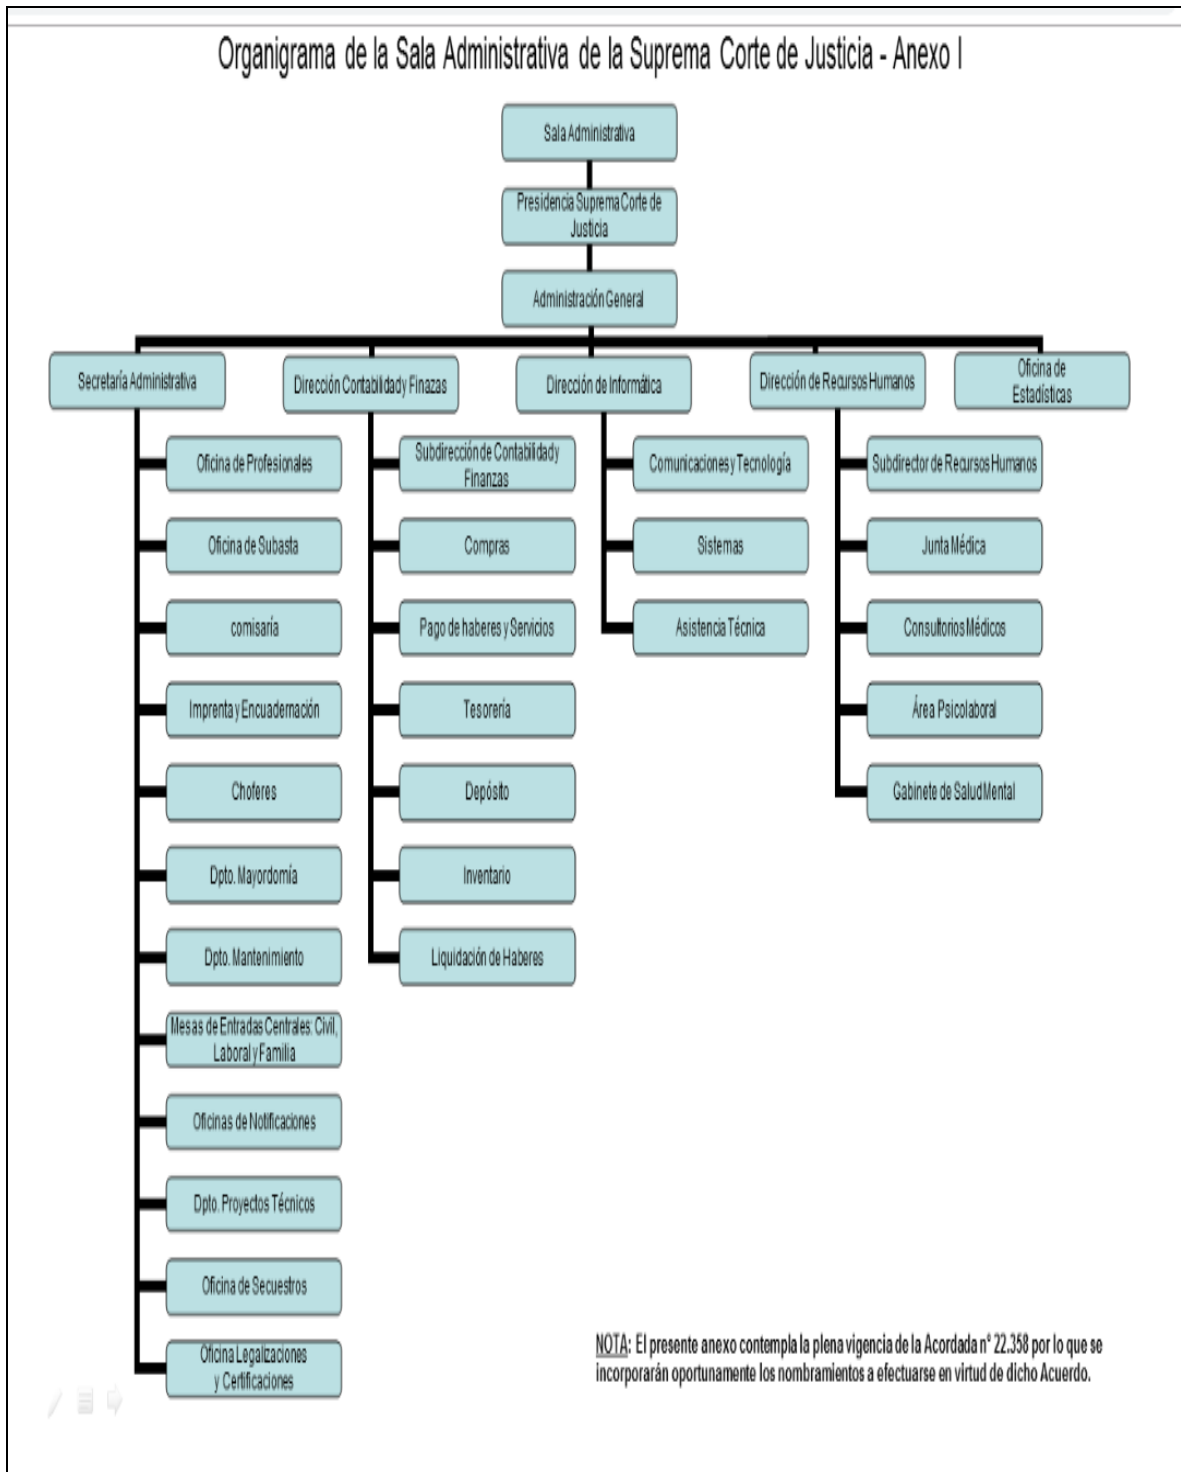 Organigrama de la Sala Administrativa de la Suprema Corte de Justicia - Anexo I
Sala Administrativa
Presidencia Suprema Corte de
Justicia
Administración General
Secretaría Administrativa
Oficina de Profesionales
Oficina de Subasta
comisaría
Imprenta y Encuadernación
Choferes
Dpto. Mayordomía
Dpto. Mantenimiento
Mesas de Entradas Centrales: Civil,
Laboral y Familia
Oficinas de Notificaciones
Dpto. Proyectos Técnicos
Oficina de Secuestros
Oficina Legalizaciones
y Certificaciones
Dirección Contabilidad y Finazas
Subdirección de Contabilidad y
Finanzas
Compras
Pago de haberes y Servicios
Tesorería
Depósito
Inventario
Liquidación de Haberes
Dirección de Informática
Comunicaciones y Tecnología
Sistemas
Asistencia Técnica
Dirección de Recursos Humanos
Subdirector de Recursos Humanos
Junta Médica
Consultorios Médicos
Área Psicolaboral
Gabinete de Salud Mental
Oficina de
Estadísticas
NOTA: El presente anexo contempla la plena vigencia de la Acordada n° 22.358 por lo que se
incorporarán oportunamente los nombramientos a efectuarse en virtud de dicho Acuerdo.